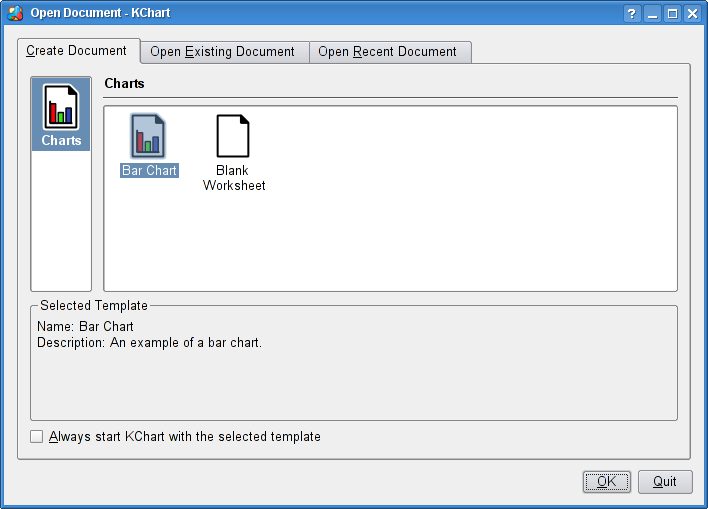 Open Document - KChart
Create Document
Open Existing Document
Open Recent Document
Charts
Charts
Bar Chart
Blank
Worksheet
Selected Template
Name: Bar Chart
Description: An example of a bar chart.
Always start KChart with the selected template
OK
Quit